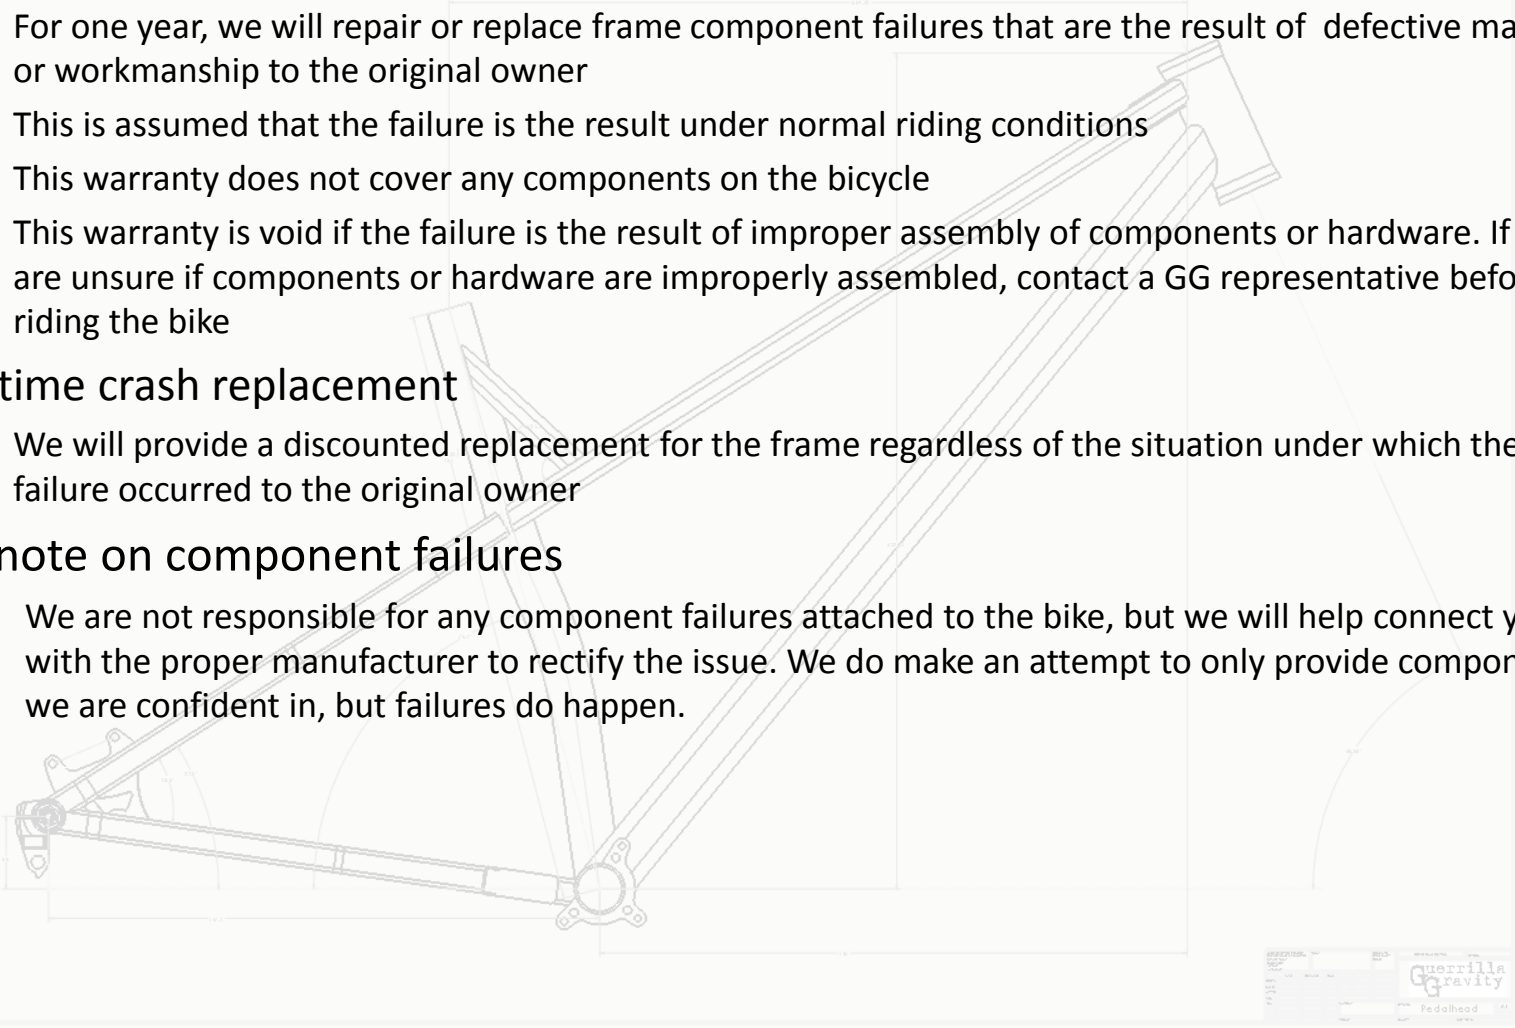 For one year, we will repair or replace frame component failures that are the result of  defective ma
or workmanship to the original owner
This is assumed that the failure is the result under normal riding conditions
This warranty does not cover any components on the bicycle
This warranty is void if the failure is the result of improper assembly of components or hardware. If
are unsure if components or hardware are improperly assembled, contact a GG representative befo
riding the bike
time crash replacement
We will provide a discounted replacement for the frame regardless of the situation under which the
failure occurred to the original owner
note on component failures
We are not responsible for any component failures attached to the bike, but we will help connect y
with the proper manufacturer to rectify the issue. We do make an attempt to only provide compon
we are confident in, but failures do happen.
Guerrilla
Gravity
Pedalhead